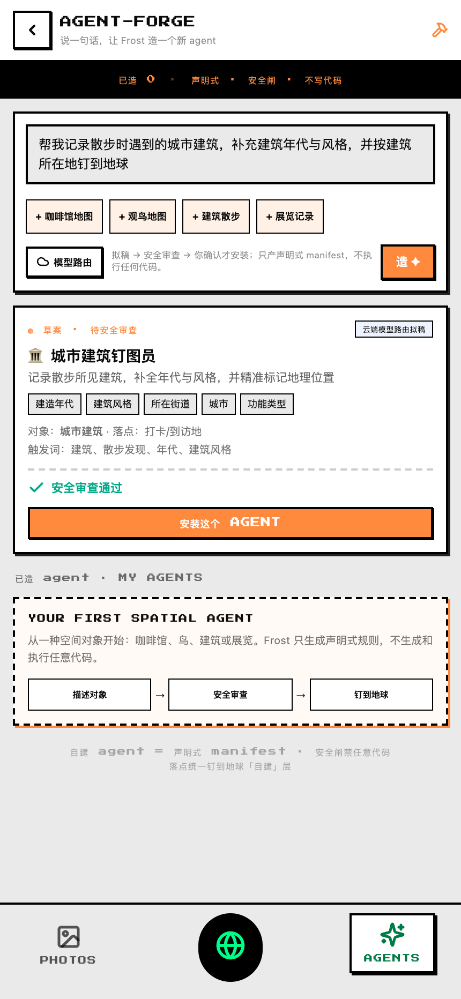 AGENT-FORGE
说一句话，让 Frost 造一个新 agent
已造 0 · 声明式 · 安全闸 · 不写代码
帮我记录散步时遇到的城市建筑，补充建筑年代与风格，并按建筑
所在地钉到地球
+ 咖啡馆地图 + 观鸟地图 + 建筑散步 + 展览记录
模型路由
拟稿 → 安全审查 → 你确认才安装；只产声明式 manifest，不执
行任何代码。
造 ✦
草案 · 待安全审查
云端模型路由拟稿
城市建筑钉图员
记录散步所见建筑，补全年代与风格，并精准标记地理位置
建造年代 建筑风格 所在街道 城市 功能类型
对象：城市建筑 · 落点：打卡/到访地
触发词：建筑、散步发现、年代、建筑风格
安全审查通过
安装这个 AGENT
已造 agent · MY AGENTS
YOUR FIRST SPATIAL AGENT
从一种空间对象开始：咖啡馆、鸟、建筑或展览。Frost 只生成声明式规则，不生成和
执行任意代码。
描述对象 → 安全审查 → 钉到地球
自建 agent = 声明式 manifest · 安全闸禁任意代码
落点统一钉到地球「自建」层
PHOTOS
AGENTS